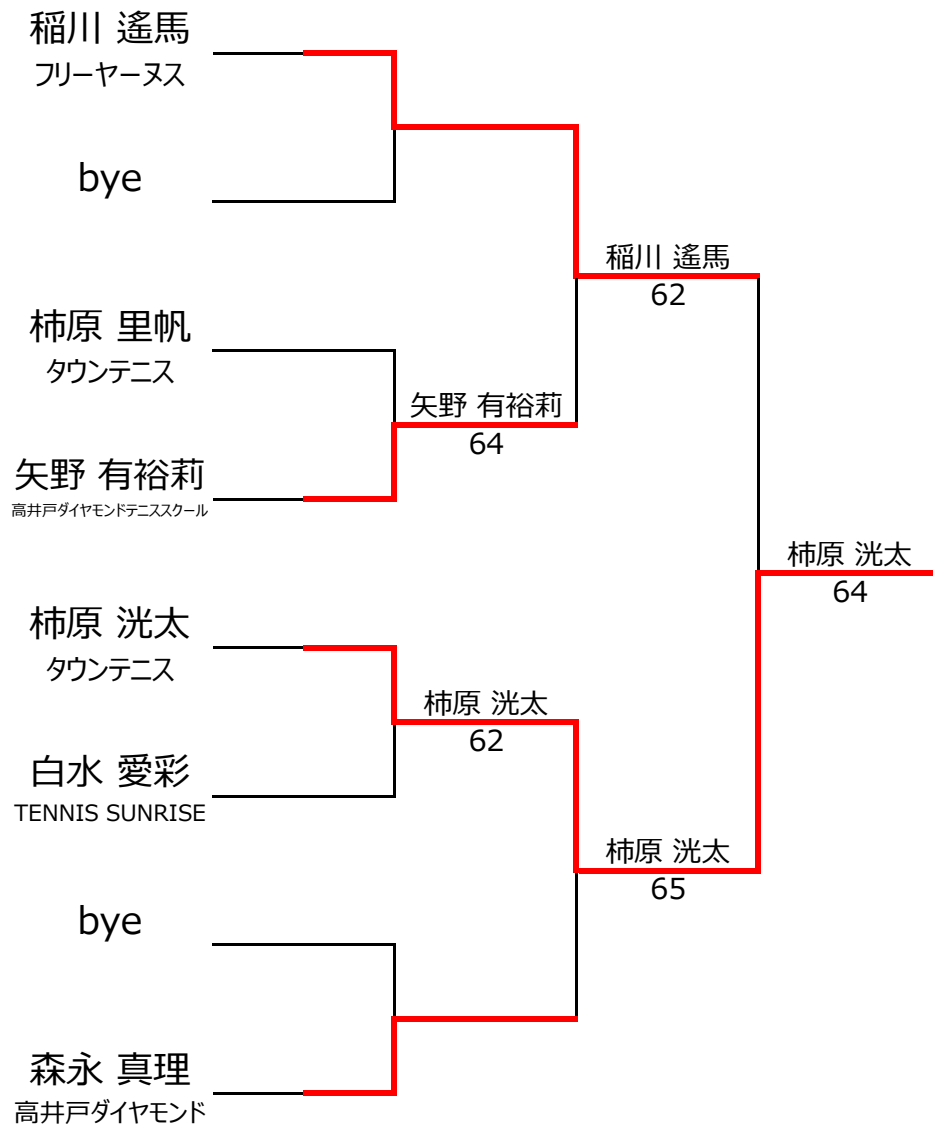 稲川 遙馬
フリーヤーヌス
bye
稲川 遙馬
62
柿原 里帆
タウンテニス
矢野 有裕莉
64
矢野 有裕莉
高井戸ダイヤモンドテニススクール
柿原 洸太
64
柿原 洸太
タウンテニス
柿原 洸太
62
白水 愛彩
TENNIS SUNRISE
柿原 洸太
65
bye
森永 真理
高井戸ダイヤモンド